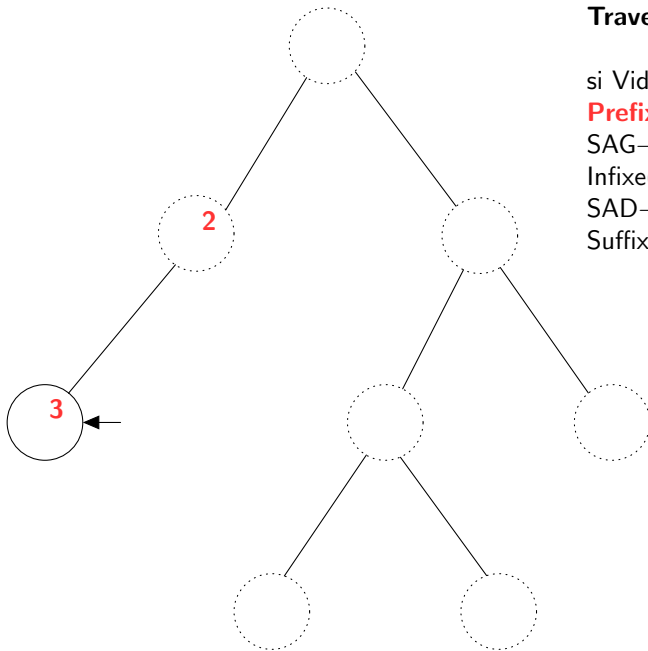 Trave
si Vid
Prefix
SAG–
Infixe
SAD–
Suffix
2
3